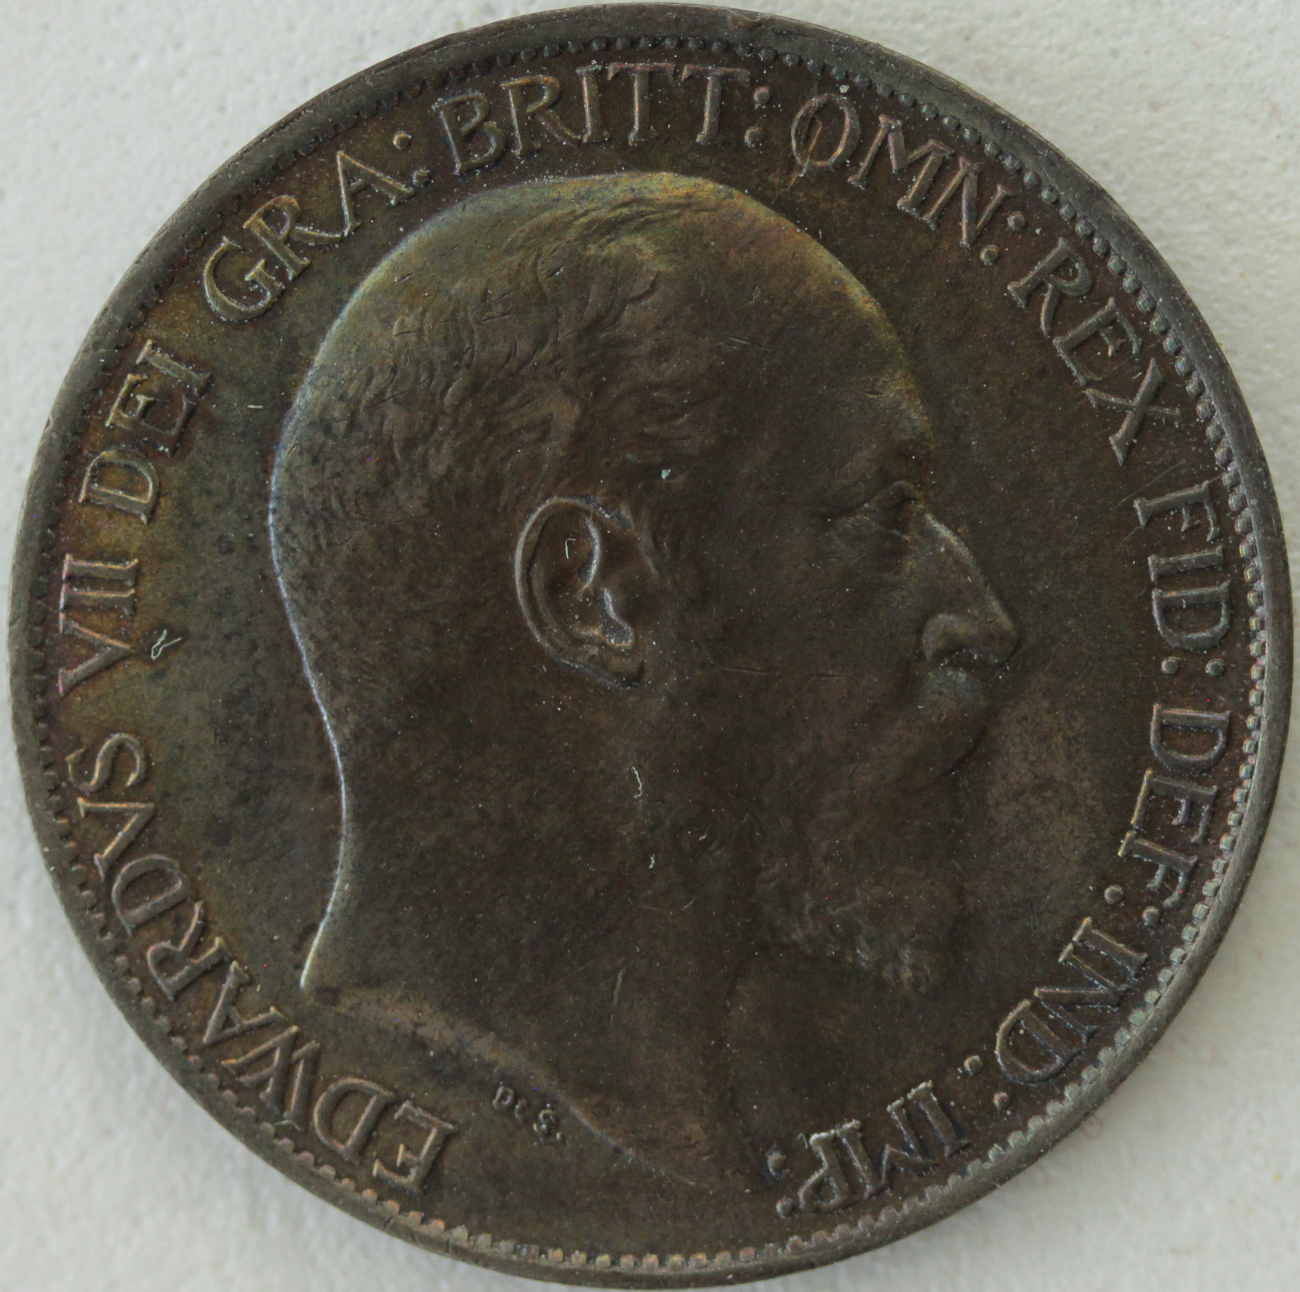 EDWARDVS VII DEI GRA: BRITT: OMN: REX FID: DEF: IND: IMP:
DES.